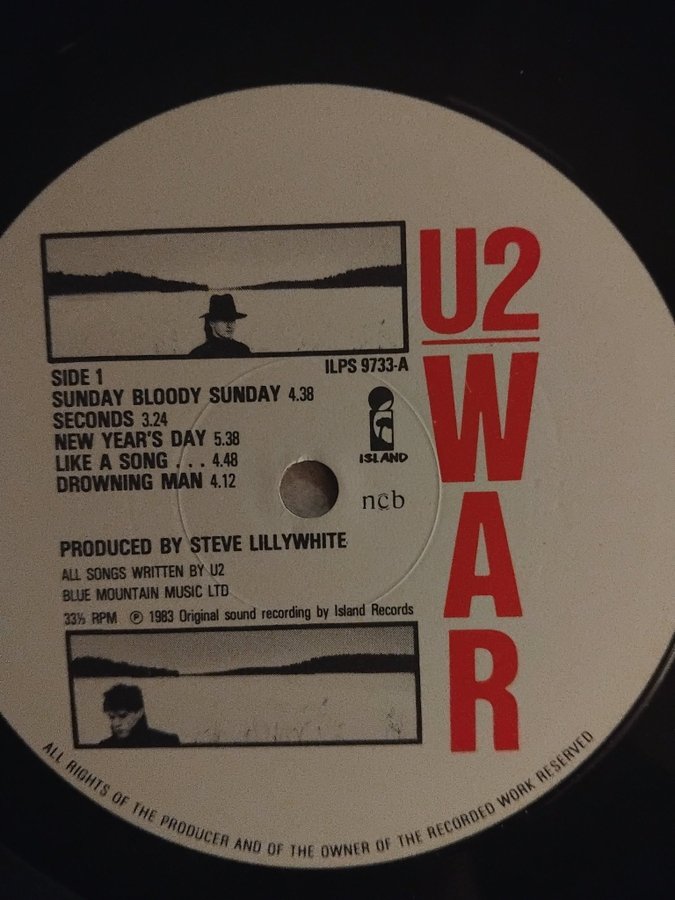 U2
WAR
ILPS 9733-A
SIDE 1
SUNDAY BLOODY SUNDAY 4.38
SECONDS 3.24
NEW YEAR'S DAY 5.38
LIKE A SONG . . . 4.48
DROWNING MAN 4.12
ISLAND
ncb
PRODUCED BY STEVE LILLYWHITE
ALL SONGS WRITTEN BY U2
BLUE MOUNTAIN MUSIC LTD
33⅓ RPM ℗ 1983 Original sound recording by Island Records
ALL RIGHTS OF THE PRODUCER AND OF THE OWNER OF THE RECORDED WORK RESERVED